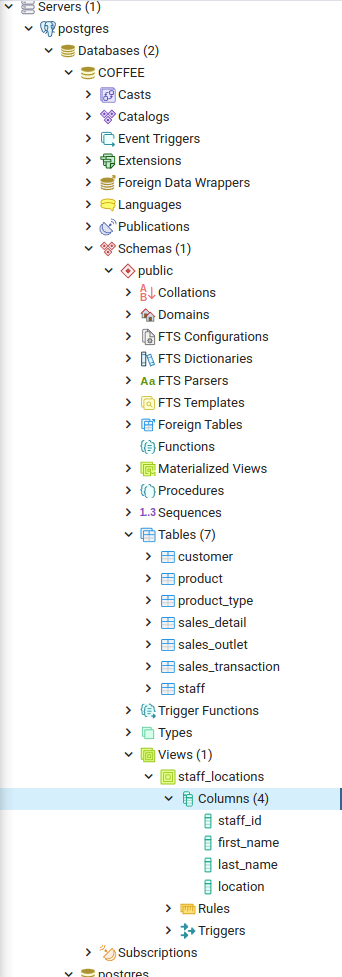 Servers (1)
postgres
Databases (2)
COFFEE
Casts
Catalogs
Event Triggers
Extensions
Foreign Data Wrappers
Languages
Publications
Schemas (1)
public
Collations
Domains
FTS Configurations
FTS Dictionaries
Aa FTS Parsers
FTS Templates
Foreign Tables
Functions
Materialized Views
Procedures
1..3 Sequences
Tables (7)
customer
product
product_type
sales_detail
sales_outlet
sales_transaction
staff
Trigger Functions
Types
Views (1)
staff_locations
Columns (4)
staff_id
first_name
last_name
location
Rules
Triggers
Subscriptions
postgres